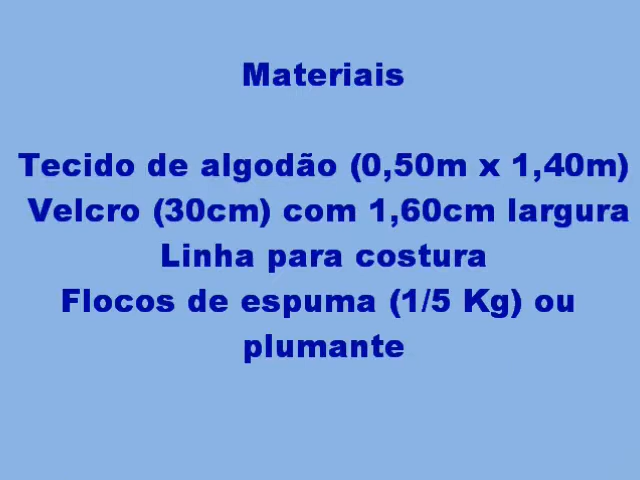 Materiais
Tecido de algodão (0,50m x 1,40m)
Velcro (30cm) com 1,60cm largura
Linha para costura
Flocos de espuma (1/5 Kg) ou
plumante